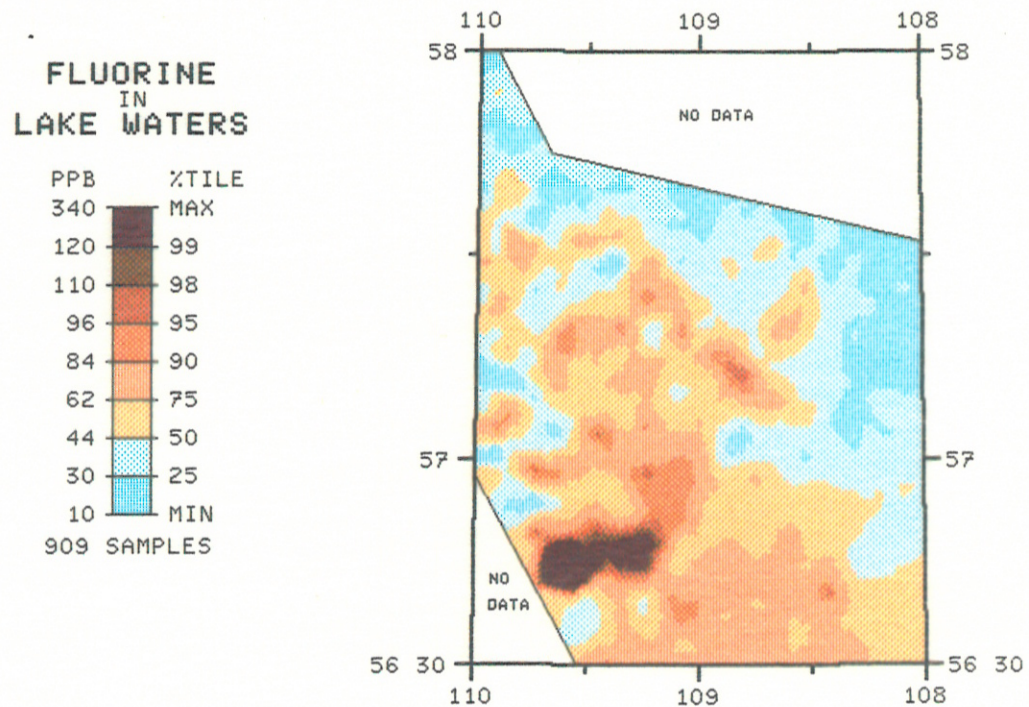 FLUORINE
IN
LAKE WATERS
PPB %TILE
340 MAX
120 99
110 98
96 95
84 90
62 75
44 50
30 25
10 MIN
909 SAMPLES
110 109 108
58 58
NO DATA
57 57
NO
DATA
56 30 56 30
110 109 108